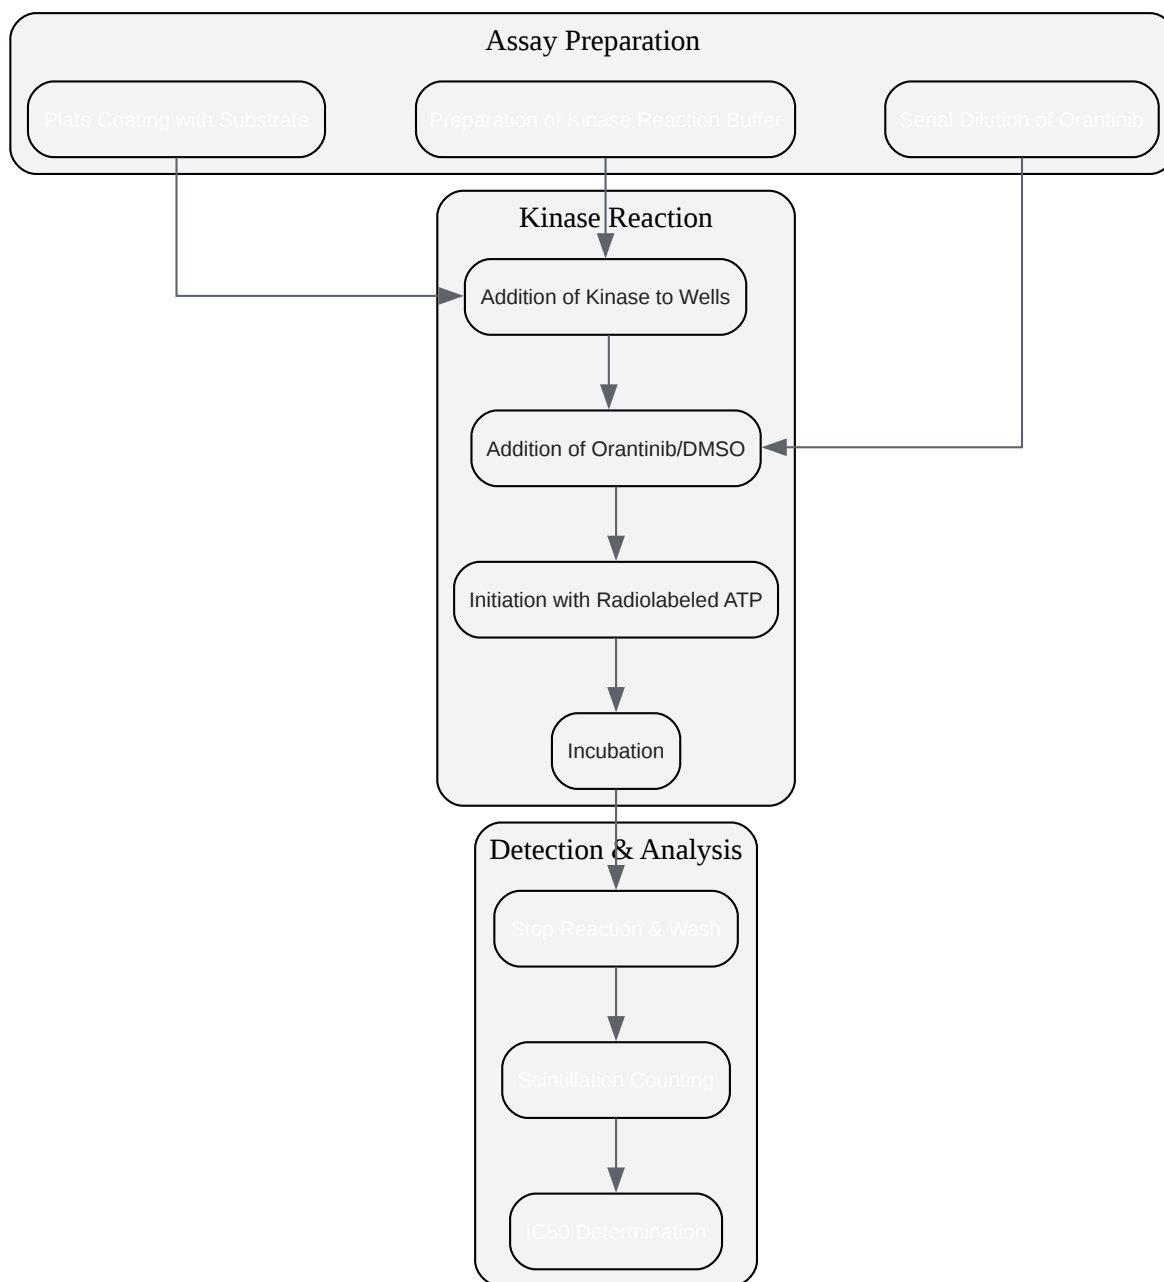 Assay Preparation
Plate Coating with Substrate
Preparation of Kinase Reaction Buffer
Serial Dilution of Orantinib
Kinase Reaction
Addition of Kinase to Wells
Addition of Orantinib/DMSO
Initiation with Radiolabeled ATP
Incubation
Detection & Analysis
Stop Reaction & Wash
Scintillation Counting
IC50 Determination